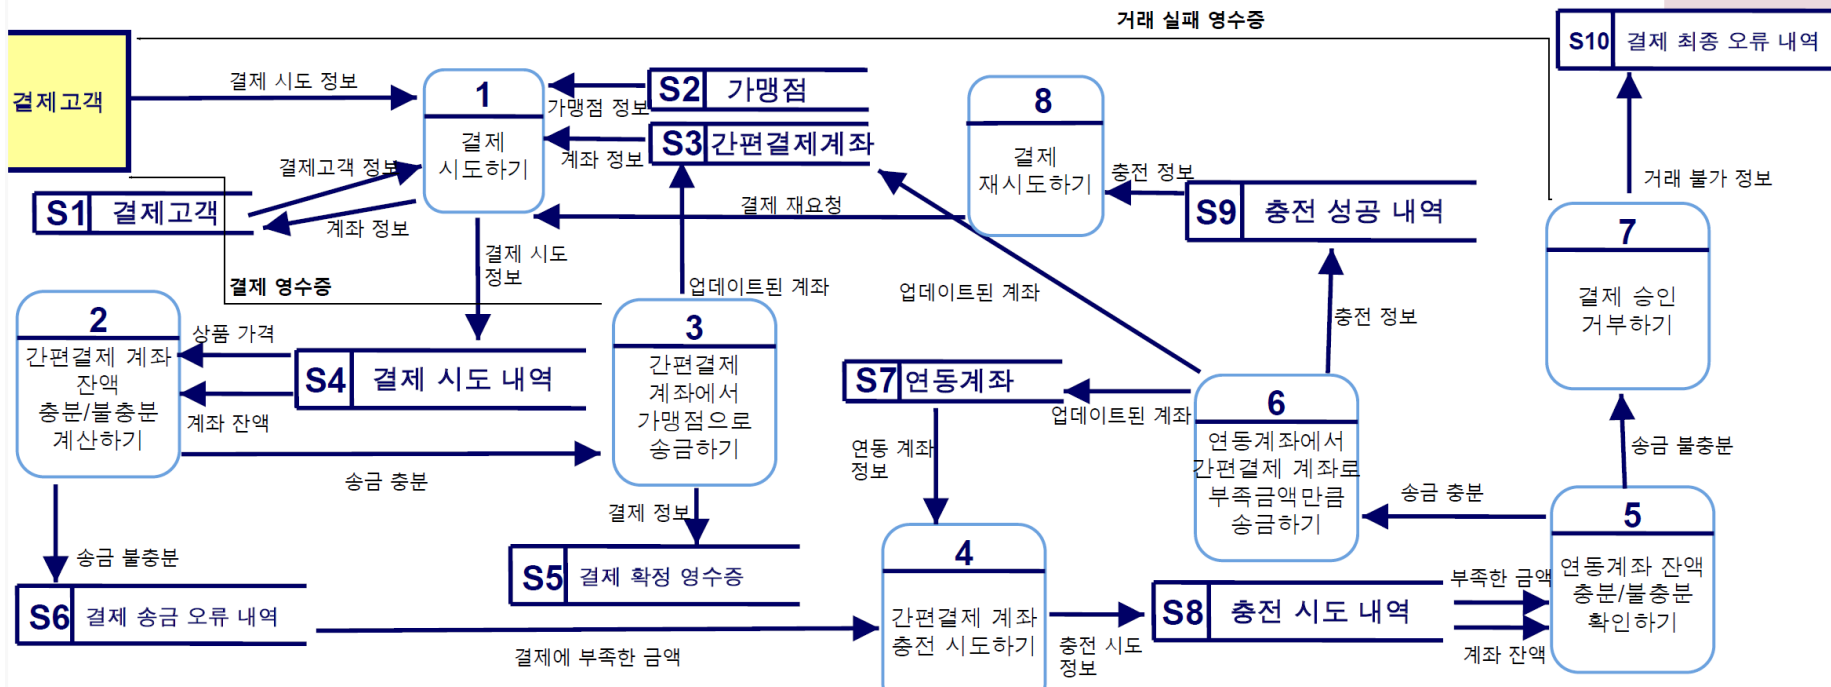 거래 실패 영수증
S10 결제 최종 오류 내역
결제고객
결제 시도 정보
1
결제
시도하기
S2 가맹점
가맹점 정보
S3 간편결제계좌
계좌 정보
8
결제
재시도하기
충전 정보
S9 충전 성공 내역
거래 불가 정보
7
결제 승인
거부하기
결제고객 정보
S1 결제고객
계좌 정보
결제 재요청
결제 시도
정보
결제 영수증
업데이트된 계좌
업데이트된 계좌
충전 정보
2
간편결제 계좌
잔액
충분/불충분
계산하기
상품 가격
S4 결제 시도 내역
계좌 잔액
3
간편결제
계좌에서
가맹점으로
송금하기
S7 연동계좌
업데이트된 계좌
6
연동계좌에서
간편결제 계좌로
부족금액만큼
송금하기
송금 불충분
연동 계좌
정보
송금 충분
송금 충분
결제 정보
5
연동계좌 잔액
충분/불충분
확인하기
송금 불충분
S6 결제 송금 오류 내역
S5 결제 확정 영수증
4
간편결제 계좌
충전 시도하기
S8 충전 시도 내역
부족한 금액
계좌 잔액
결제에 부족한 금액
충전 시도
정보